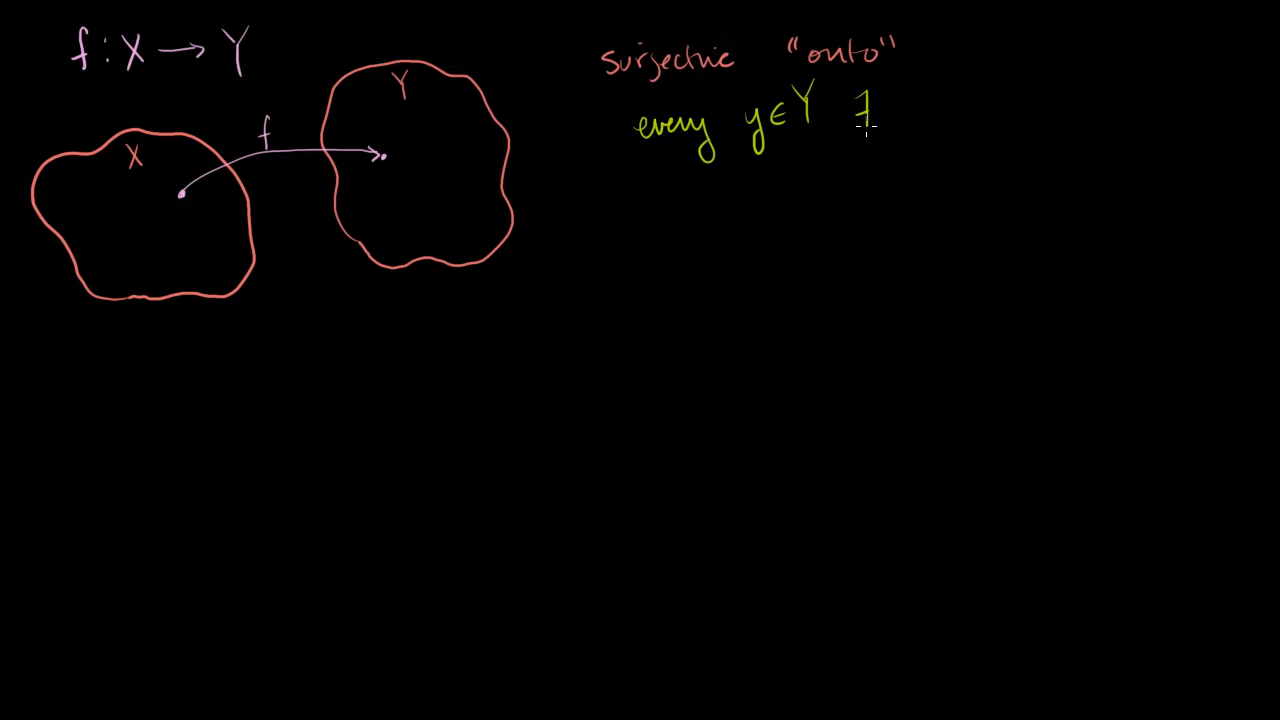 f : X → Y
surjective "onto"
every y ∈ Y ∃
X
f
Y